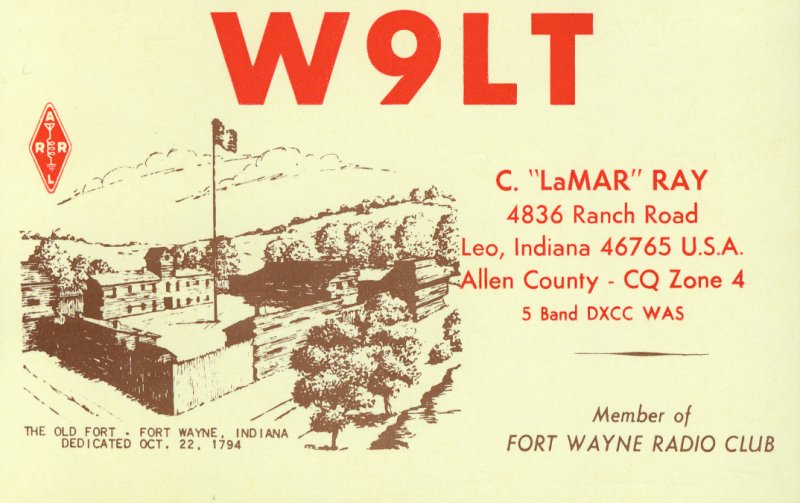 W9LT
A
R R
L
C. "LaMAR" RAY
4836 Ranch Road
Leo, Indiana 46765 U.S.A.
Allen County - CQ Zone 4
5 Band DXCC WAS
THE OLD FORT - FORT WAYNE, INDIANA
DEDICATED OCT. 22, 1794
Member of
FORT WAYNE RADIO CLUB